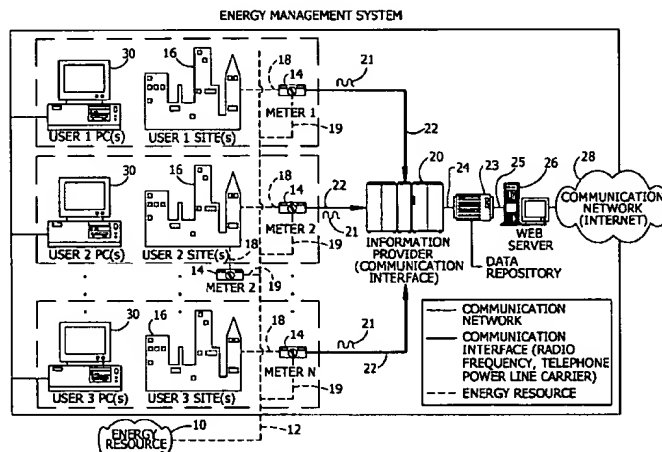 ENERGY MANAGEMENT SYSTEM
30
16
18
14
21
USER 1 PC(s)
USER 1 SITE(s)
METER 1
19
22
30
16
18
14
22
20
24
23
25
26
28
USER 2 PC(s)
USER 2 SITE(s)
METER 2
19
21
INFORMATION
PROVIDER
(COMMUNICATION
INTERFACE)
WEB
SERVER
DATA
REPOSITORY
COMMUNICATION
NETWORK
(INTERNET)
18
14
METER 2
19
30
16
18
14
21
USER 3 PC(s)
USER 3 SITE(s)
METER N
19
22
COMMUNICATION
NETWORK
COMMUNICATION
INTERFACE (RADIO
FREQUENCY, TELEPHONE
POWER LINE CARRIER)
ENERGY RESOURCE
ENERGY
RESOURCE
10
12